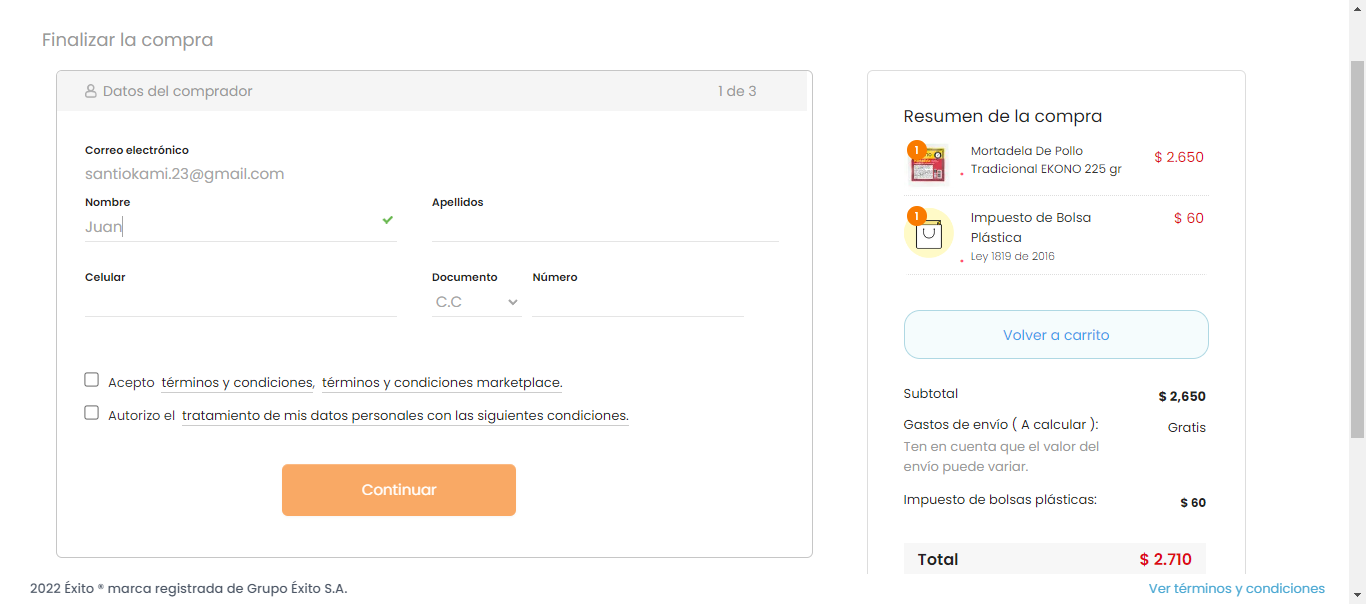 Finalizar la compra
Datos del comprador
1 de 3
Correo electrónico
santiokami.23@gmail.com
Nombre
Juan
Apellidos
Celular
Documento
C.C
Número
Acepto términos y condiciones, términos y condiciones marketplace.
Autorizo el tratamiento de mis datos personales con las siguientes condiciones.
Continuar
Resumen de la compra
1
Mortadela De Pollo
Tradicional EKONO 225 gr
$ 2.650
1
Impuesto de Bolsa
Plástica
Ley 1819 de 2016
$ 60
Volver a carrito
Subtotal
$ 2,650
Gastos de envío ( A calcular ):
Gratis
Ten en cuenta que el valor del
envío puede variar.
Impuesto de bolsas plásticas:
$ 60
Total
$ 2.710
2022 Éxito ® marca registrada de Grupo Éxito S.A.
Ver términos y condiciones